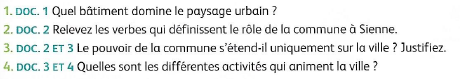 1. DOC. 1 Quel bâtiment domine le paysage urbain ?
2. DOC. 2 Relevez les verbes qui définissent le rôle de la commune à Sienne.
3. DOC. 2 ET 3 Le pouvoir de la commune s'étend-il uniquement sur la ville ? Justifiez.
4. DOC. 3 ET 4 Quelles sont les différentes activités qui animent la ville ?